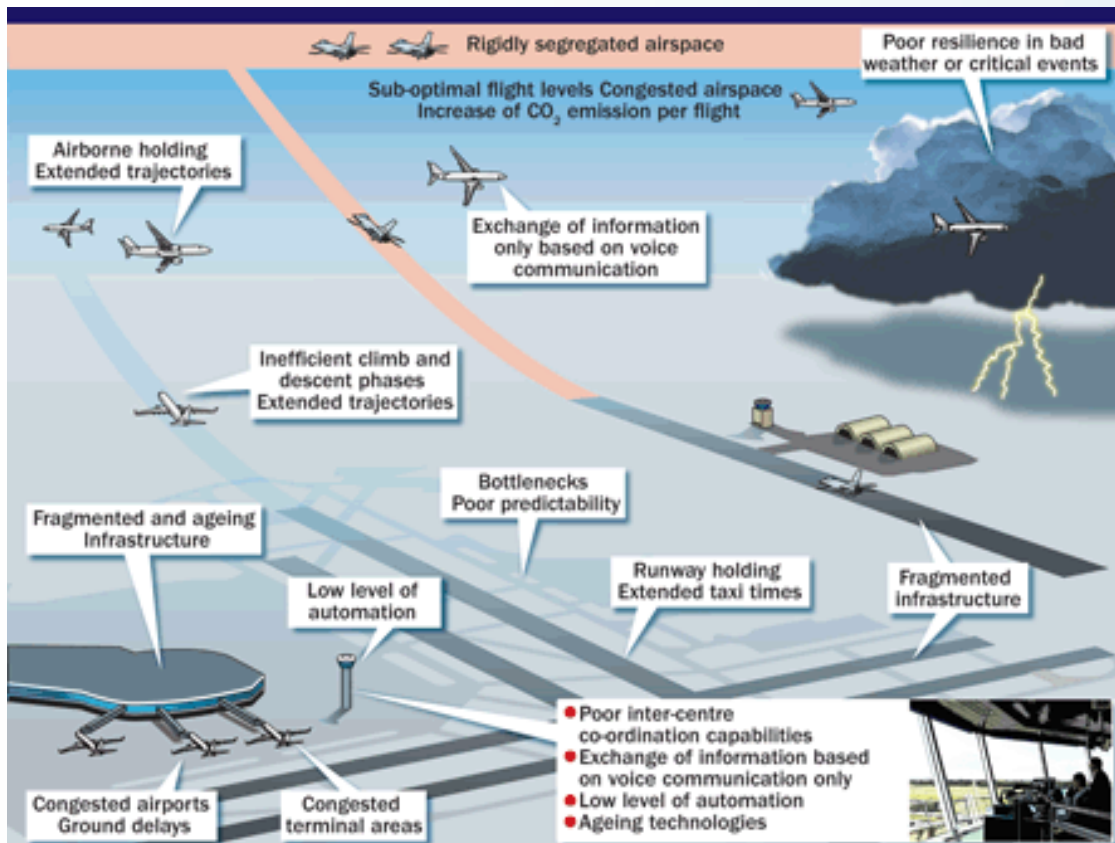 Rigidly segregated airspace
Poor resilience in bad
weather or critical events
Sub-optimal flight levels Congested airspace
Increase of CO₂ emission per flight
Airborne holding
Extended trajectories
Exchange of information
only based on voice
communication
Inefficient climb and
descent phases
Extended trajectories
Bottlenecks
Poor predictability
Fragmented and ageing
Infrastructure
Low level of
automation
Runway holding
Extended taxi times
Fragmented
infrastructure
● Poor inter-centre
co-ordination capabilities
● Exchange of information based
on voice communication only
● Low level of automation
● Ageing technologies
Congested airports
Ground delays
Congested
terminal areas